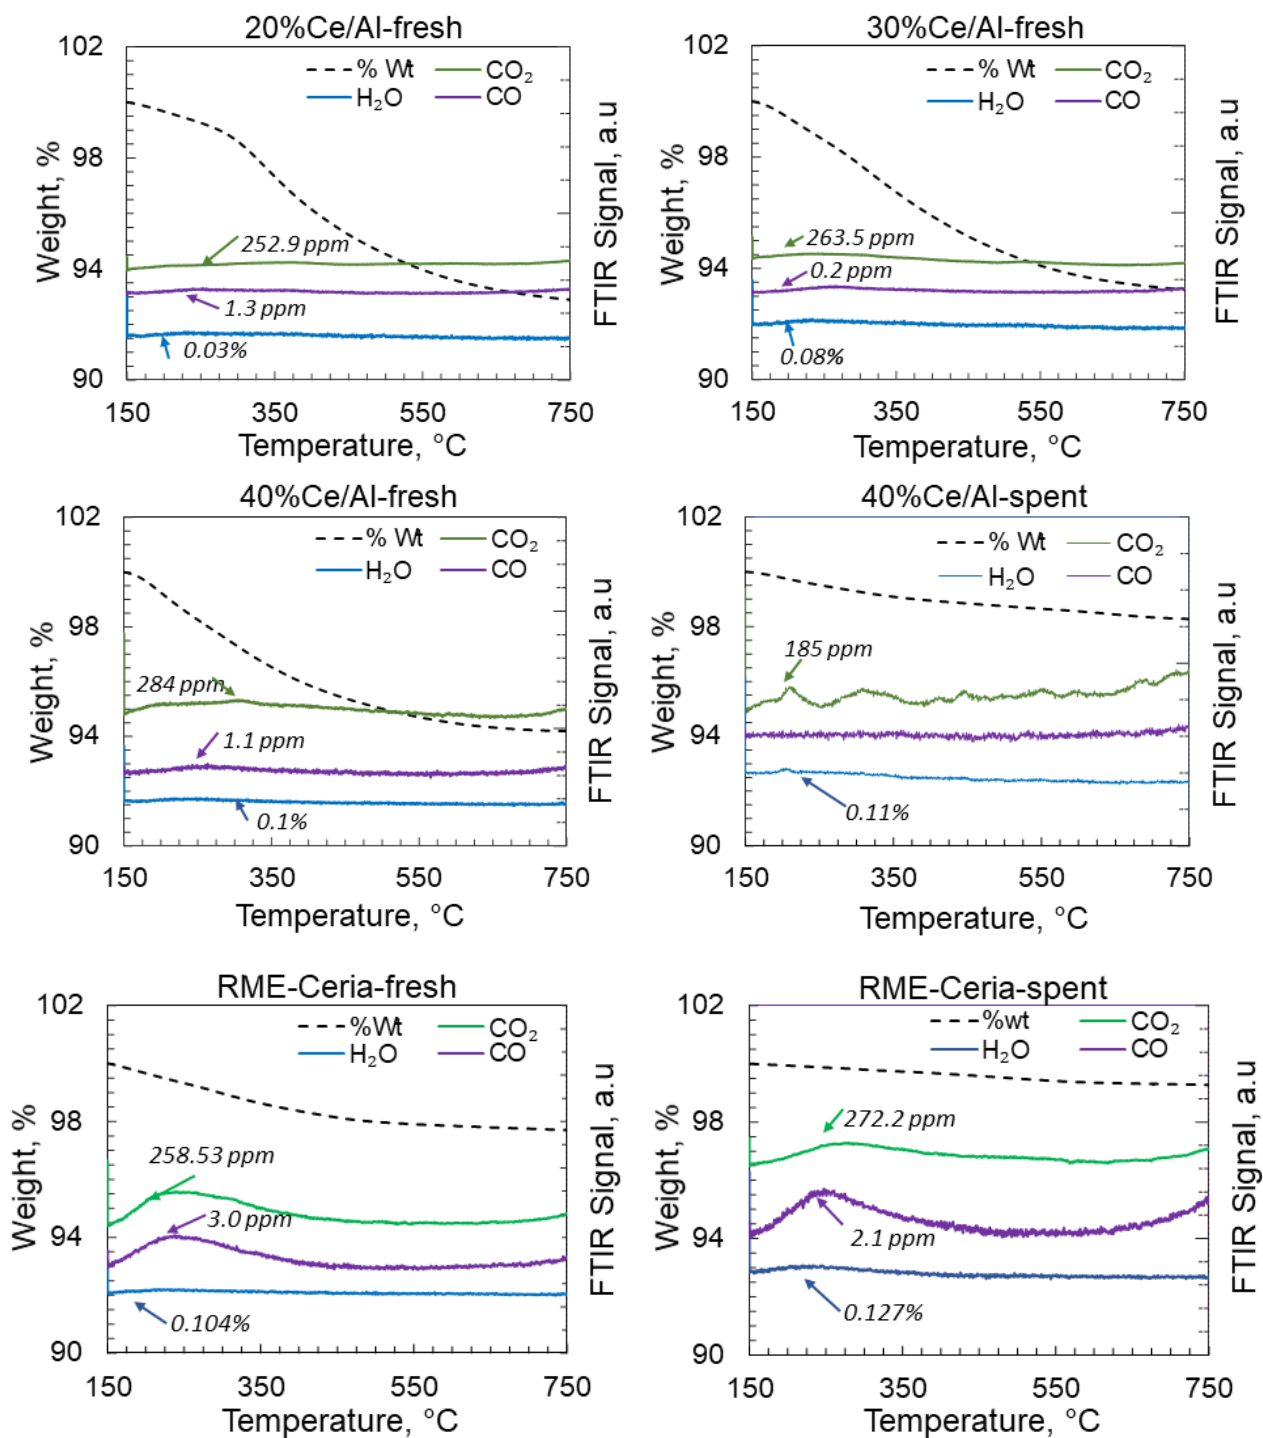 20%Ce/Al-fresh
102
98
94
90
Weight, %
% Wt
CO₂
H₂O
CO
252.9 ppm
1.3 ppm
0.03%
FTIR Signal, a.u
150
350
550
750
Temperature, °C
30%Ce/Al-fresh
102
98
94
90
Weight, %
% Wt
CO₂
H₂O
CO
263.5 ppm
0.2 ppm
0.08%
FTIR Signal, a.u
150
350
550
750
Temperature, °C
40%Ce/Al-fresh
102
98
94
90
Weight, %
% Wt
CO₂
H₂O
CO
284 ppm
1.1 ppm
0.1%
FTIR Signal, a.u
150
350
550
750
Temperature, °C
40%Ce/Al-spent
102
98
94
90
Weight, %
% Wt
CO₂
H₂O
CO
185 ppm
0.11%
FTIR Signal, a.u
150
350
550
750
Temperature, °C
RME-Ceria-fresh
102
98
94
90
Weight, %
%Wt
CO₂
H₂O
CO
258.53 ppm
3.0 ppm
0.104%
FTIR Signal, a.u
150
350
550
750
Temperature, °C
RME-Ceria-spent
102
98
94
90
Weight, %
%wt
CO₂
H₂O
CO
272.2 ppm
2.1 ppm
0.127%
FTIR Signal, a.u
150
350
550
750
Temperature, °C